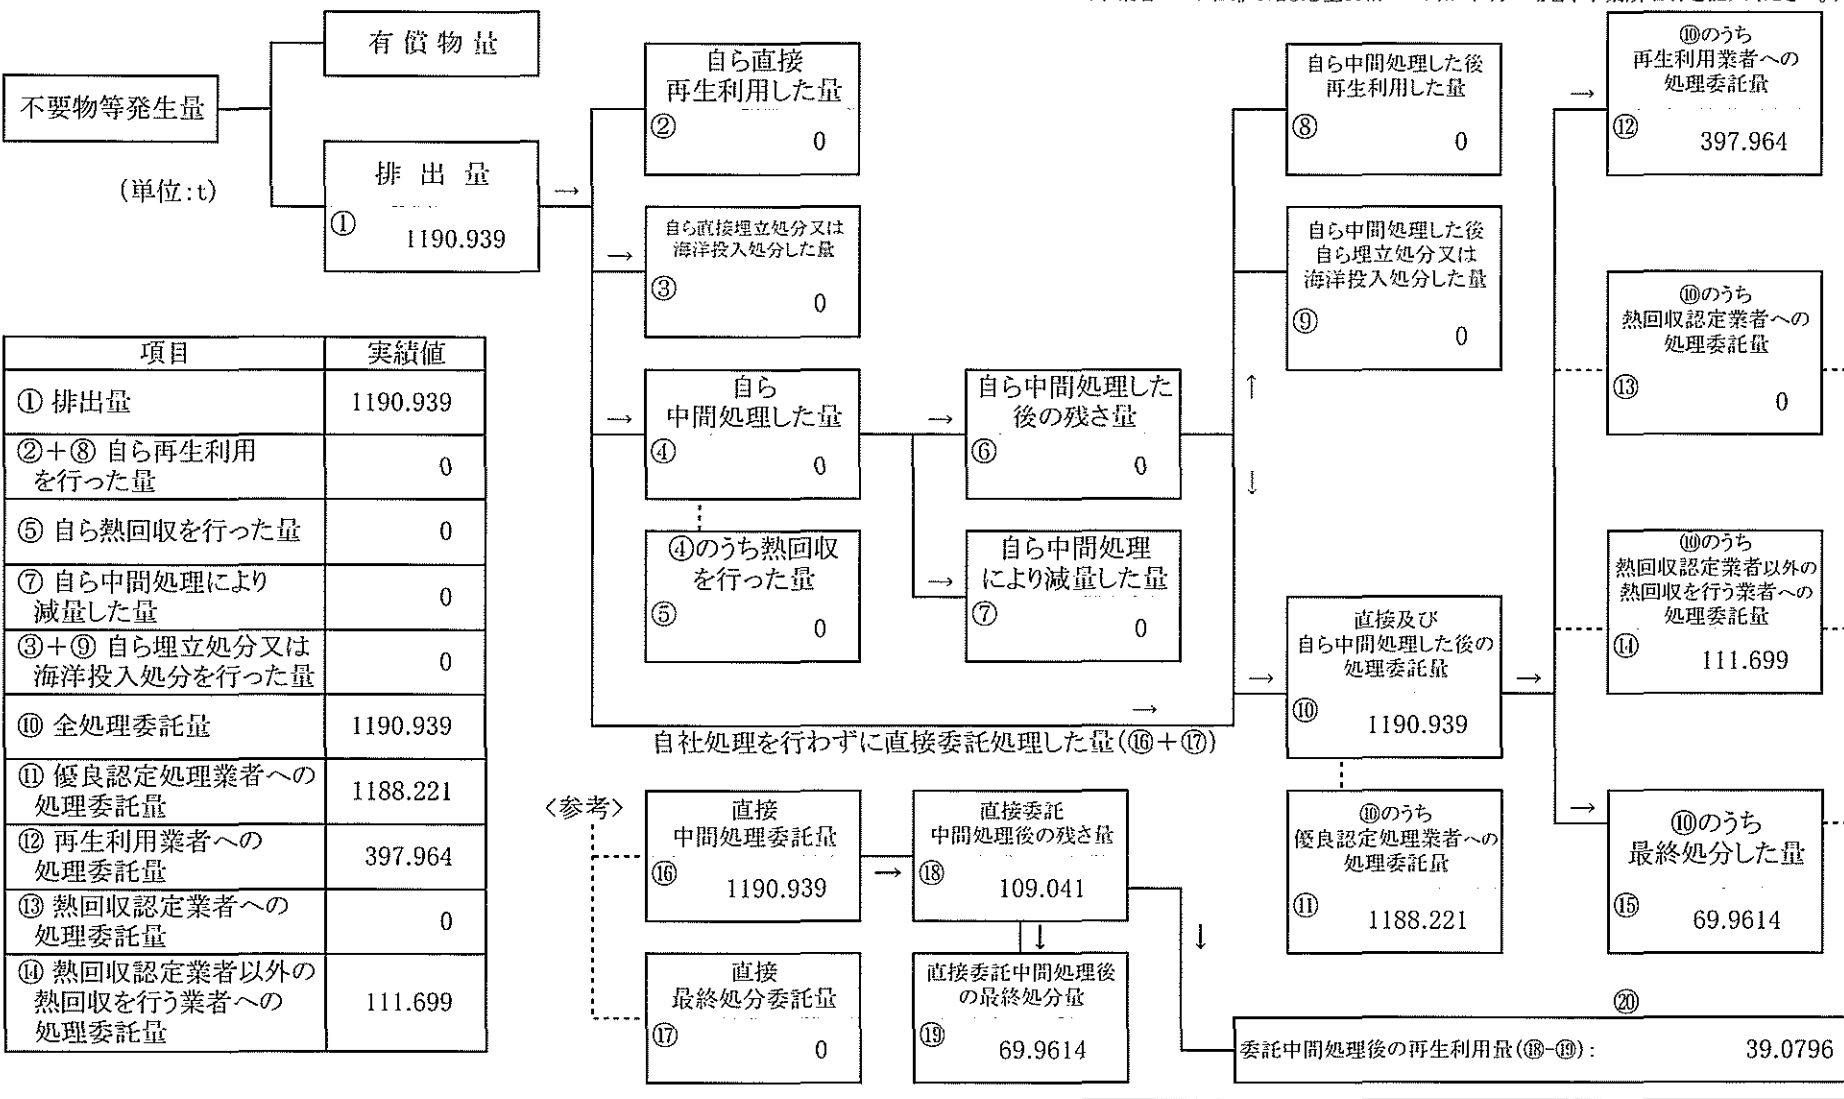 不要物等発生量
(単位:t)
有償物量
排出量
①
1190.939
→
自ら直接
再生利用した量
②
0
→
自ら直接埋立処分又は
海洋投入処分した量
③
0
→
自ら
中間処理した量
④
0
④のうち熱回収
を行った量
⑤
0
→
自ら中間処理した
後の残さ量
⑥
0
→
自ら中間処理
により減量した量
⑦
0
↑
↓
自ら中間処理した後
再生利用した量
⑧
0
自ら中間処理した後
自ら埋立処分又は
海洋投入処分した量
⑨
0
→
自社処理を行わずに直接委託処理した量(⑯+⑰)
→
直接及び
自ら中間処理した後の
処理委託量
⑩
1190.939
⑩のうち
優良認定処理業者への
処理委託量
⑪
1188.221
→
→
⑩のうち
再生利用業者への
処理委託量
⑫
397.964
⑩のうち
熱回収認定業者への
処理委託量
⑬
0
⑩のうち
熱回収認定業者以外の
熱回収を行う業者への
処理委託量
⑭
111.699
→
⑩のうち
最終処分した量
⑮
69.9614
項目 実績値
① 排出量 1190.939
②+⑧ 自ら再生利用
を行った量 0
⑤ 自ら熱回収を行った量 0
⑦ 自ら中間処理により
減量した量 0
③+⑨ 自ら埋立処分又は
海洋投入処分を行った量 0
⑩ 全処理委託量 1190.939
⑪ 優良認定処理業者への
処理委託量 1188.221
⑫ 再生利用業者への
処理委託量 397.964
⑬ 熱回収認定業者への
処理委託量 0
⑭ 熱回収認定業者以外の
熱回収を行う業者への
処理委託量 111.699
〈参考〉
直接
中間処理委託量
⑯
1190.939
→
直接委託
中間処理後の残さ量
⑱
109.041
↓
↓
直接
最終処分委託量
⑰
0
直接委託中間処理後
の最終処分量
⑲
69.9614
⑳
委託中間処理後の再生利用量(⑱-⑲): 39.0796